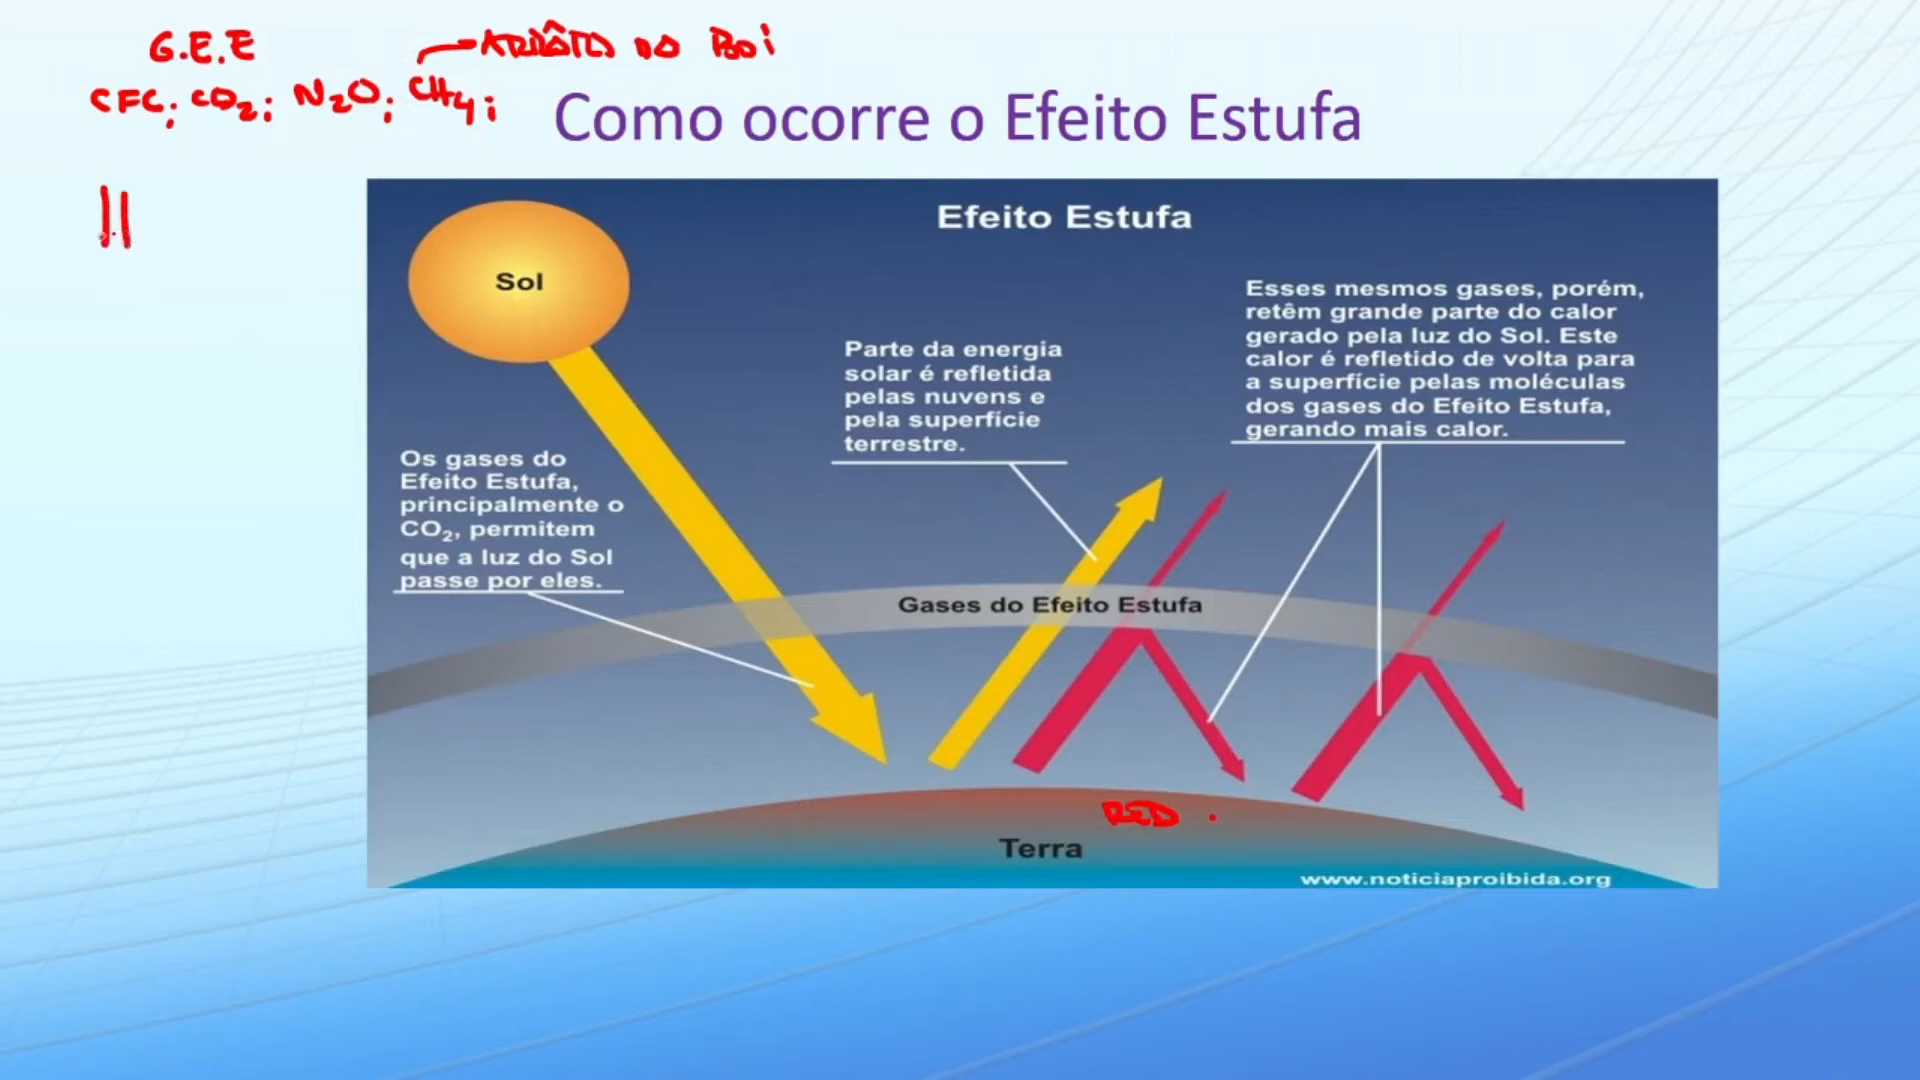 G.E.E
ARRÔTO DO BOI
CFC; CO2; N2O; CH4;
Como ocorre o Efeito Estufa
Efeito Estufa
Sol
Esses mesmos gases, porém,
retêm grande parte do calor
gerado pela luz do Sol. Este
calor é refletido de volta para
a superfície pelas moléculas
dos gases do Efeito Estufa,
gerando mais calor.
Parte da energia
solar é refletida
pelas nuvens e
pela superfície
terrestre.
Os gases do
Efeito Estufa,
principalmente o
CO₂, permitem
que a luz do Sol
passe por eles.
Gases do Efeito Estufa
Terra
www.noticiaproibida.org